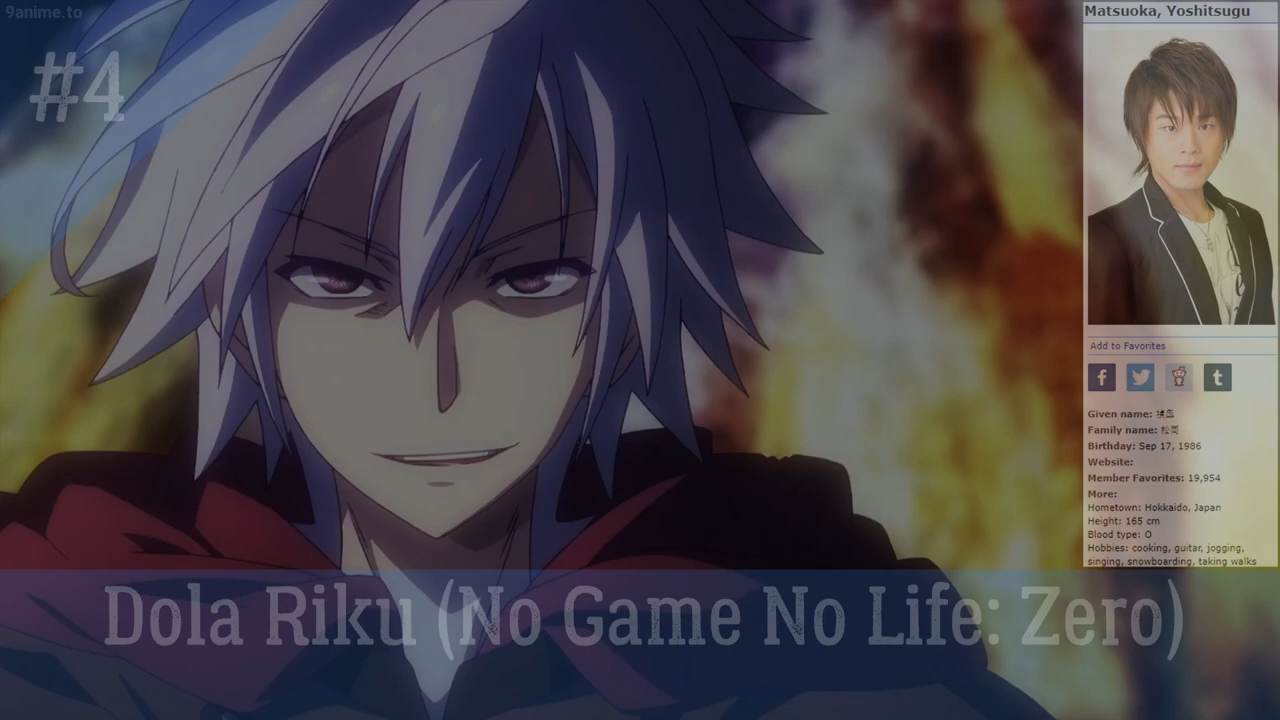 9anime.to
#4
Matsuoka, Yoshitsugu
Add to Favorites
Given name:
Family name: 松岡
Birthday: Sep 17, 1986
Website:
Member Favorites: 19,954
More:
Hometown: Hokkaido, Japan
Height: 165 cm
Blood type: O
Hobbies: cooking, guitar, jogging,
singing, snowboarding, taking walks
Dola Riku (No Game No Life: Zero)